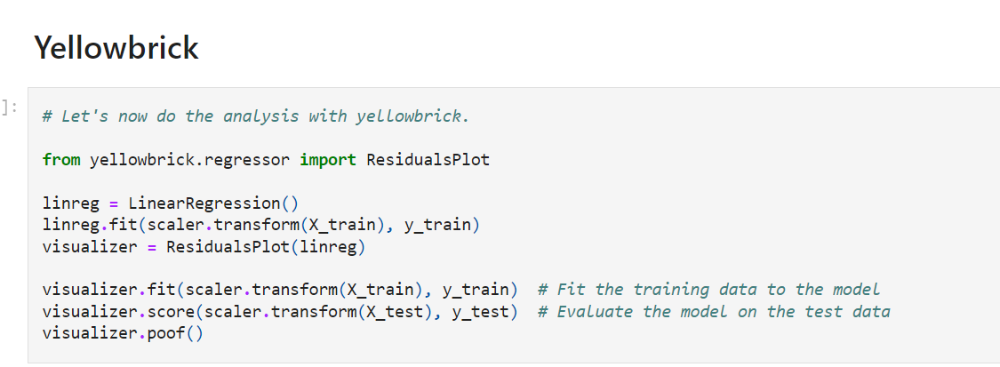 Yellowbrick
]:
# Let's now do the analysis with yellowbrick.
from yellowbrick.regressor import ResidualsPlot
linreg = LinearRegression()
linreg.fit(scaler.transform(X_train), y_train)
visualizer = ResidualsPlot(linreg)
visualizer.fit(scaler.transform(X_train), y_train)  # Fit the training data to the model
visualizer.score(scaler.transform(X_test), y_test)  # Evaluate the model on the test data
visualizer.poof()